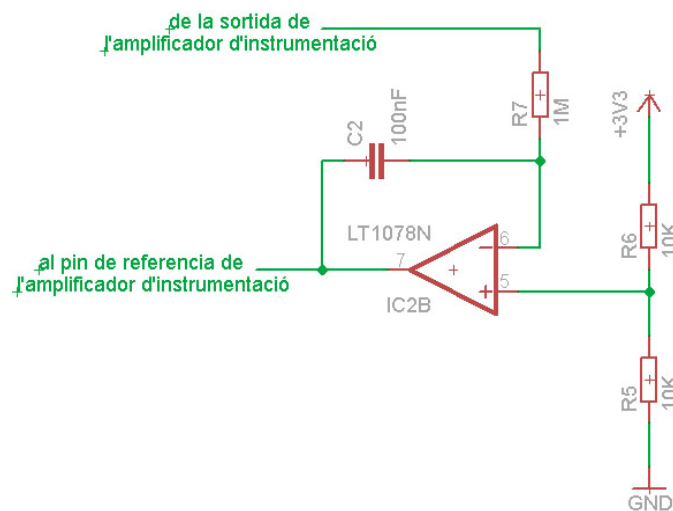 de la sortida de
l'amplificador d'instrumentació
R7
1M
+3V3
C2
100nF
R6
10K
LT1078N
6
7
5
al pin de referencia de
l'amplificador d'instrumentació
IC2B
R5
10K
GND